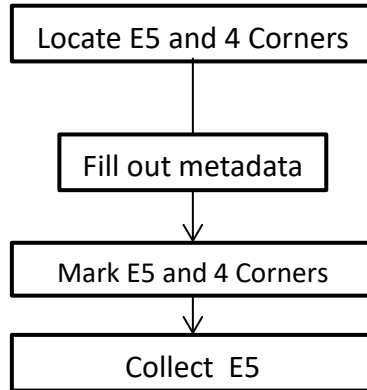 Locate E5 and 4 Corners
Fill out metadata
Mark E5 and 4 Corners
Collect E5